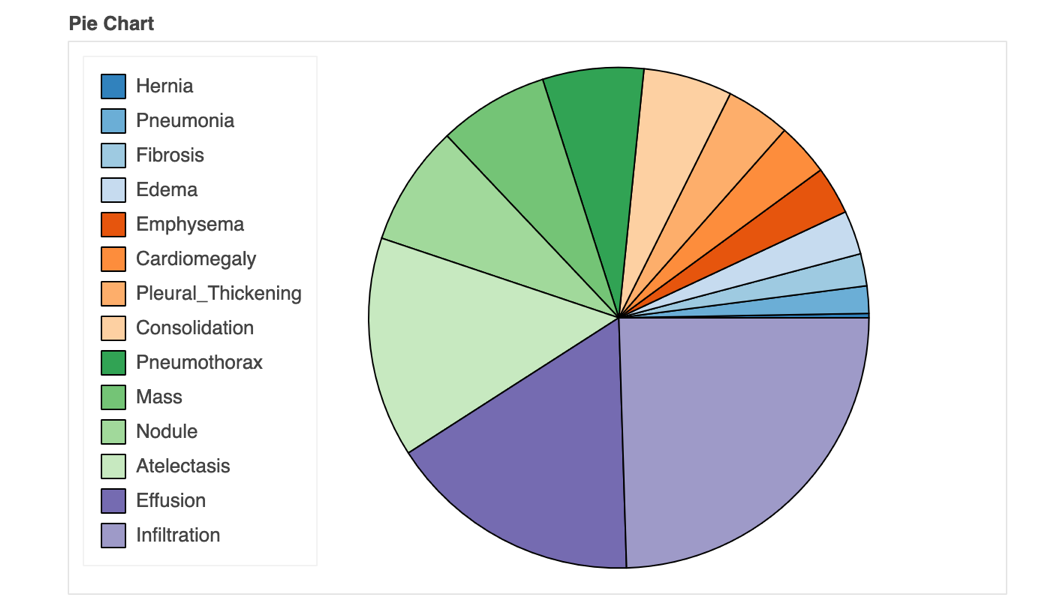 Pie Chart
Hernia
Pneumonia
Fibrosis
Edema
Emphysema
Cardiomegaly
Pleural_Thickening
Consolidation
Pneumothorax
Mass
Nodule
Atelectasis
Effusion
Infiltration